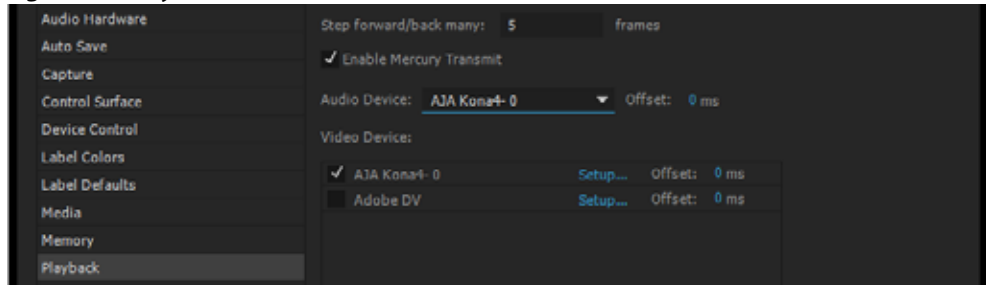 Audio Hardware
Auto Save
Capture
Control Surface
Device Control
Label Colors
Label Defaults
Media
Memory
Playback
Step forward/back many: 5 frames
Enable Mercury Transmit
Audio Device: AJA Kona4- 0 Offset: 0 ms
Video Device:
AJA Kona4- 0 Setup... Offset: 0 ms
Adobe DV Setup... Offset: 0 ms